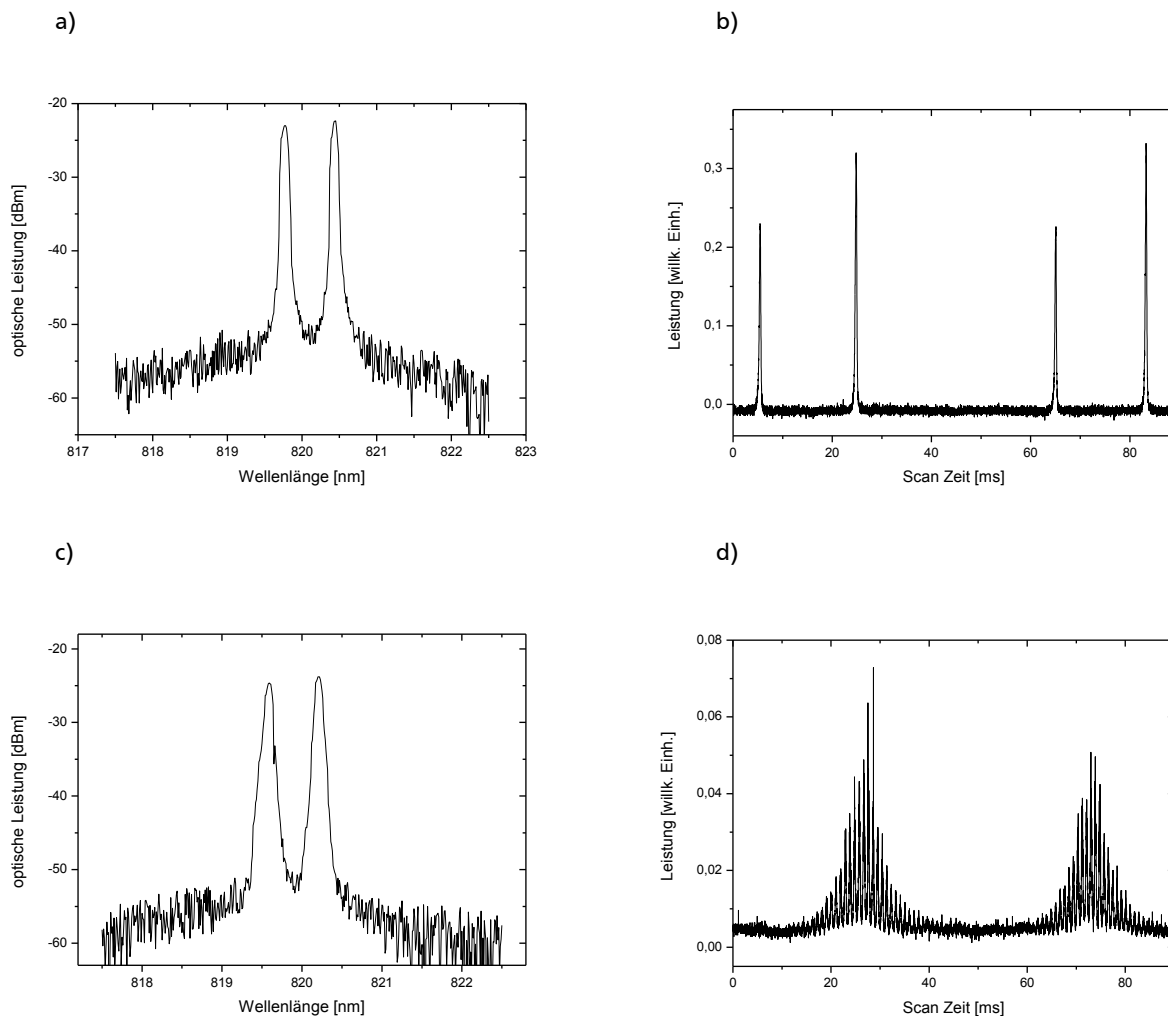 a)
b)
-20
-30
-40
-50
-60
817 818 819 820 821 822 823
optische Leistung [dBm]
Wellenlänge [nm]
0,3
0,2
0,1
0,0
0 20 40 60 80
Leistung [willk. Einh.]
Scan Zeit [ms]
c)
d)
-20
-30
-40
-50
-60
818 819 820 821 822
optische Leistung [dBm]
Wellenlänge [nm]
0,08
0,06
0,04
0,02
0,00
0 20 40 60 80
Leistung [willk. Einh.]
Scan Zeit [ms]